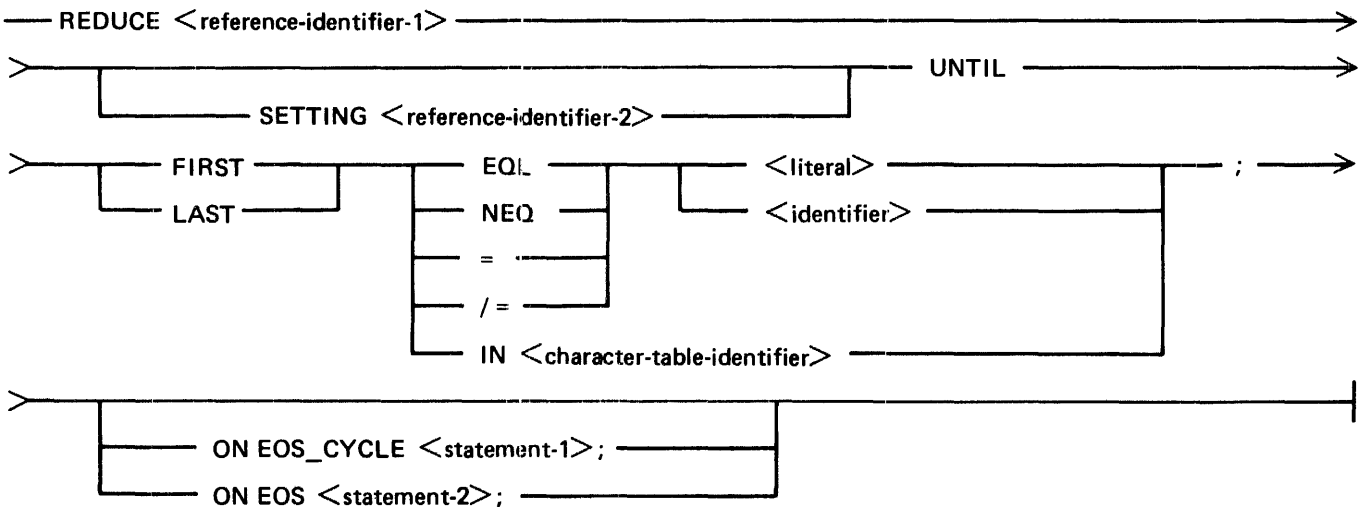 REDUCE <reference-identifier-1>
UNTIL
SETTING <reference-identifier-2>
FIRST EQL <literal> ;
LAST NEQ <identifier>
=
/=
IN <character-table-identifier>
ON EOS_CYCLE <statement-1>;
ON EOS <statement-2>;